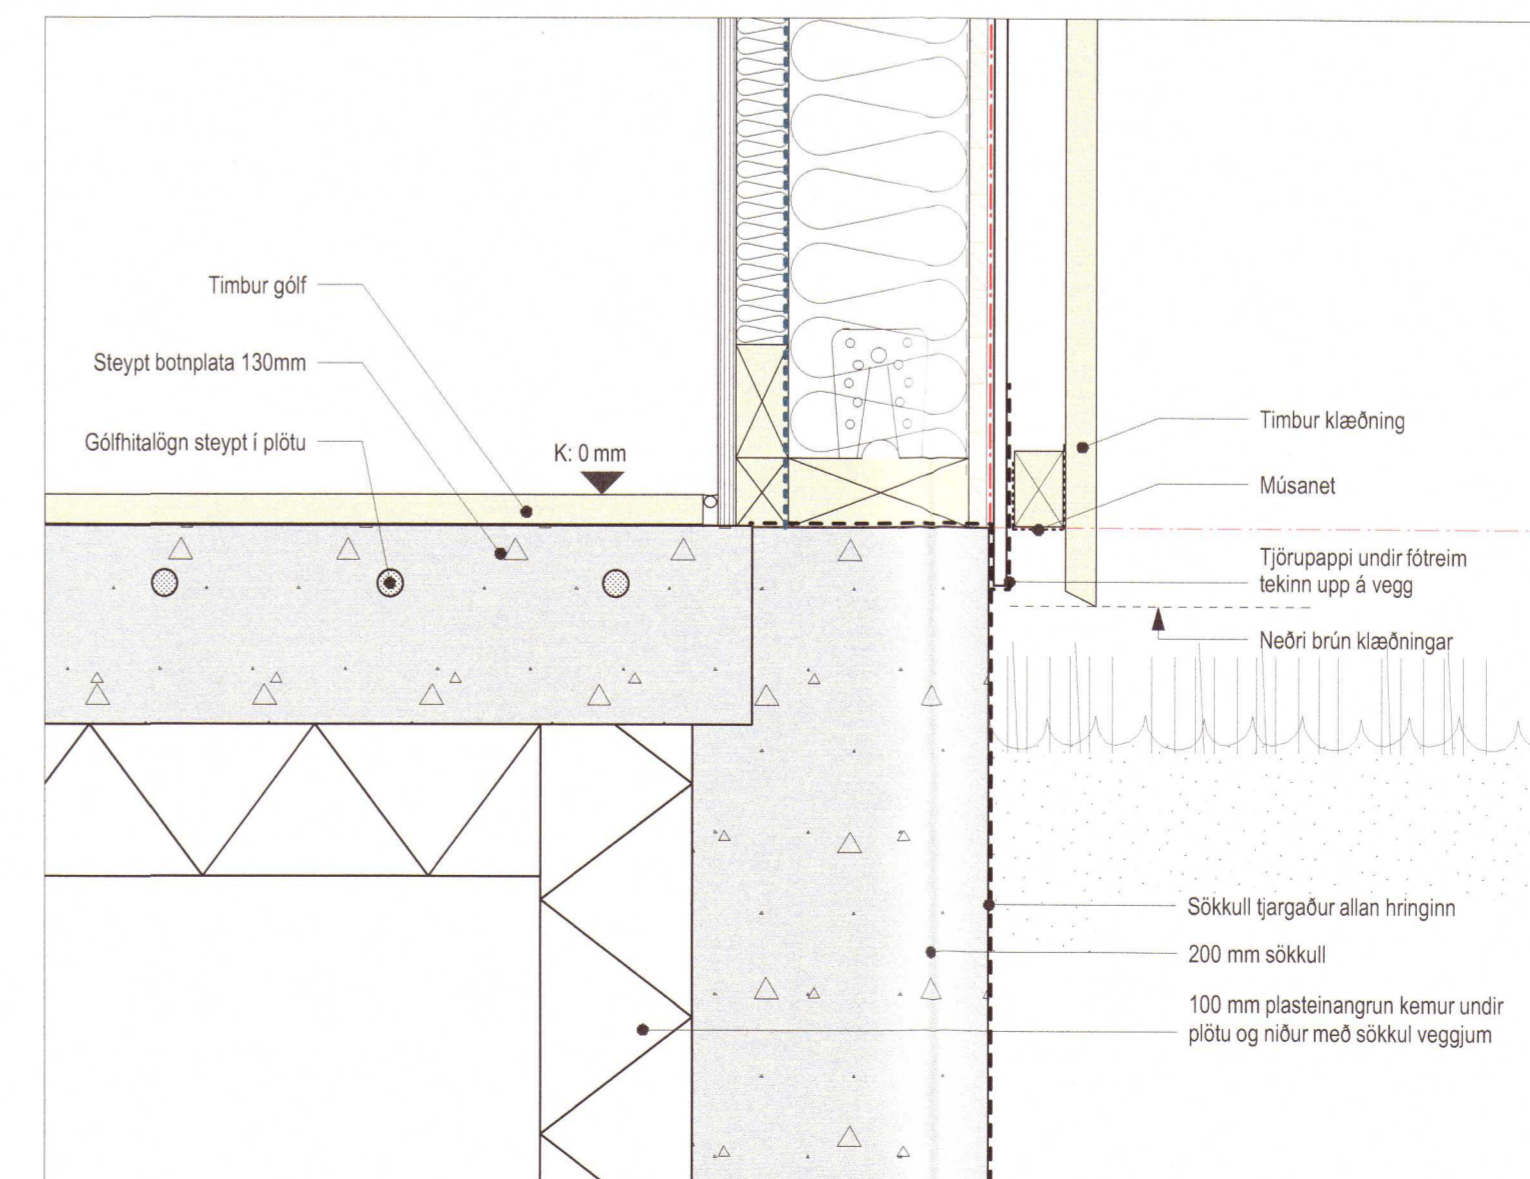 Timbur gólf
Steypt botnplata 130mm
Gólfhitalögn steypt í plötu
K: 0 mm
Timbur klæðning
Músanet
Tjörupappi undir fótreim
tekinn upp á vegg
Neðri brún klæðningar
Sökkull tjargaður allan hringinn
200 mm sökkull
100 mm plasteinangrun kemur undir
plötu og niður með sökkul veggjum